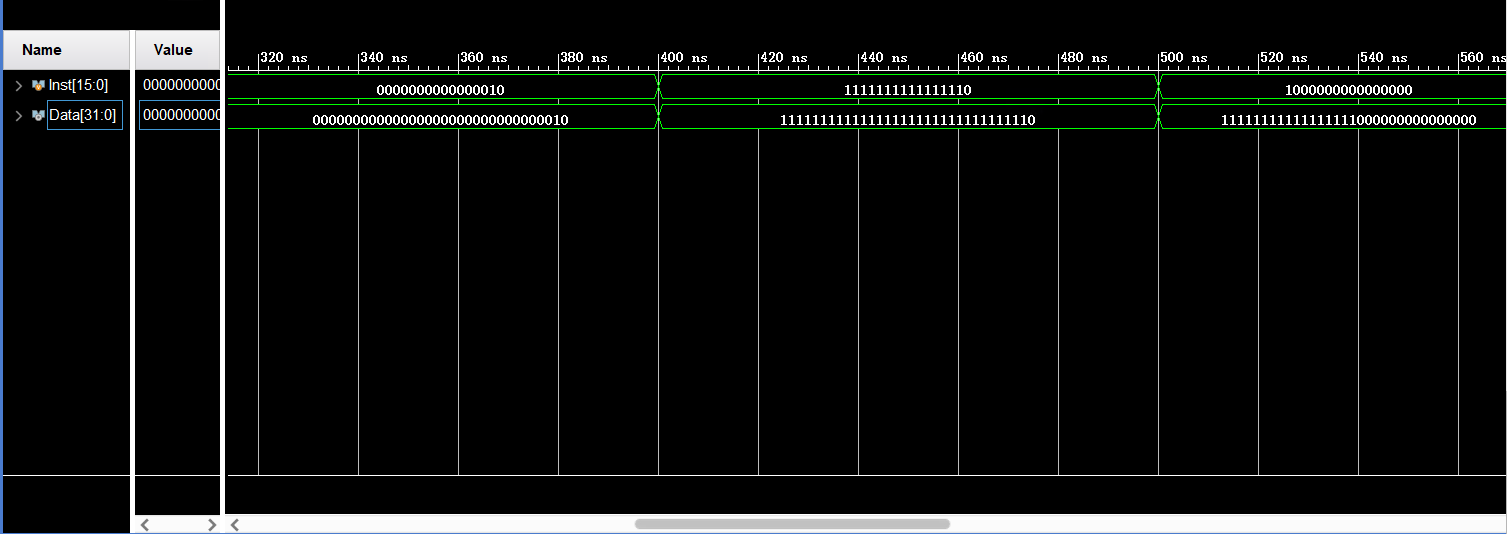 Name Value
320 ns 340 ns 360 ns 380 ns 400 ns 420 ns 440 ns 460 ns 480 ns 500 ns 520 ns 540 ns 560 ns
Inst[15:0] 0000000000 0000000000000010 1111111111111110 1000000000000000
Data[31:0] 0000000000 00000000000000000000000000000010 11111111111111111111111111111110 11111111111111111000000000000000